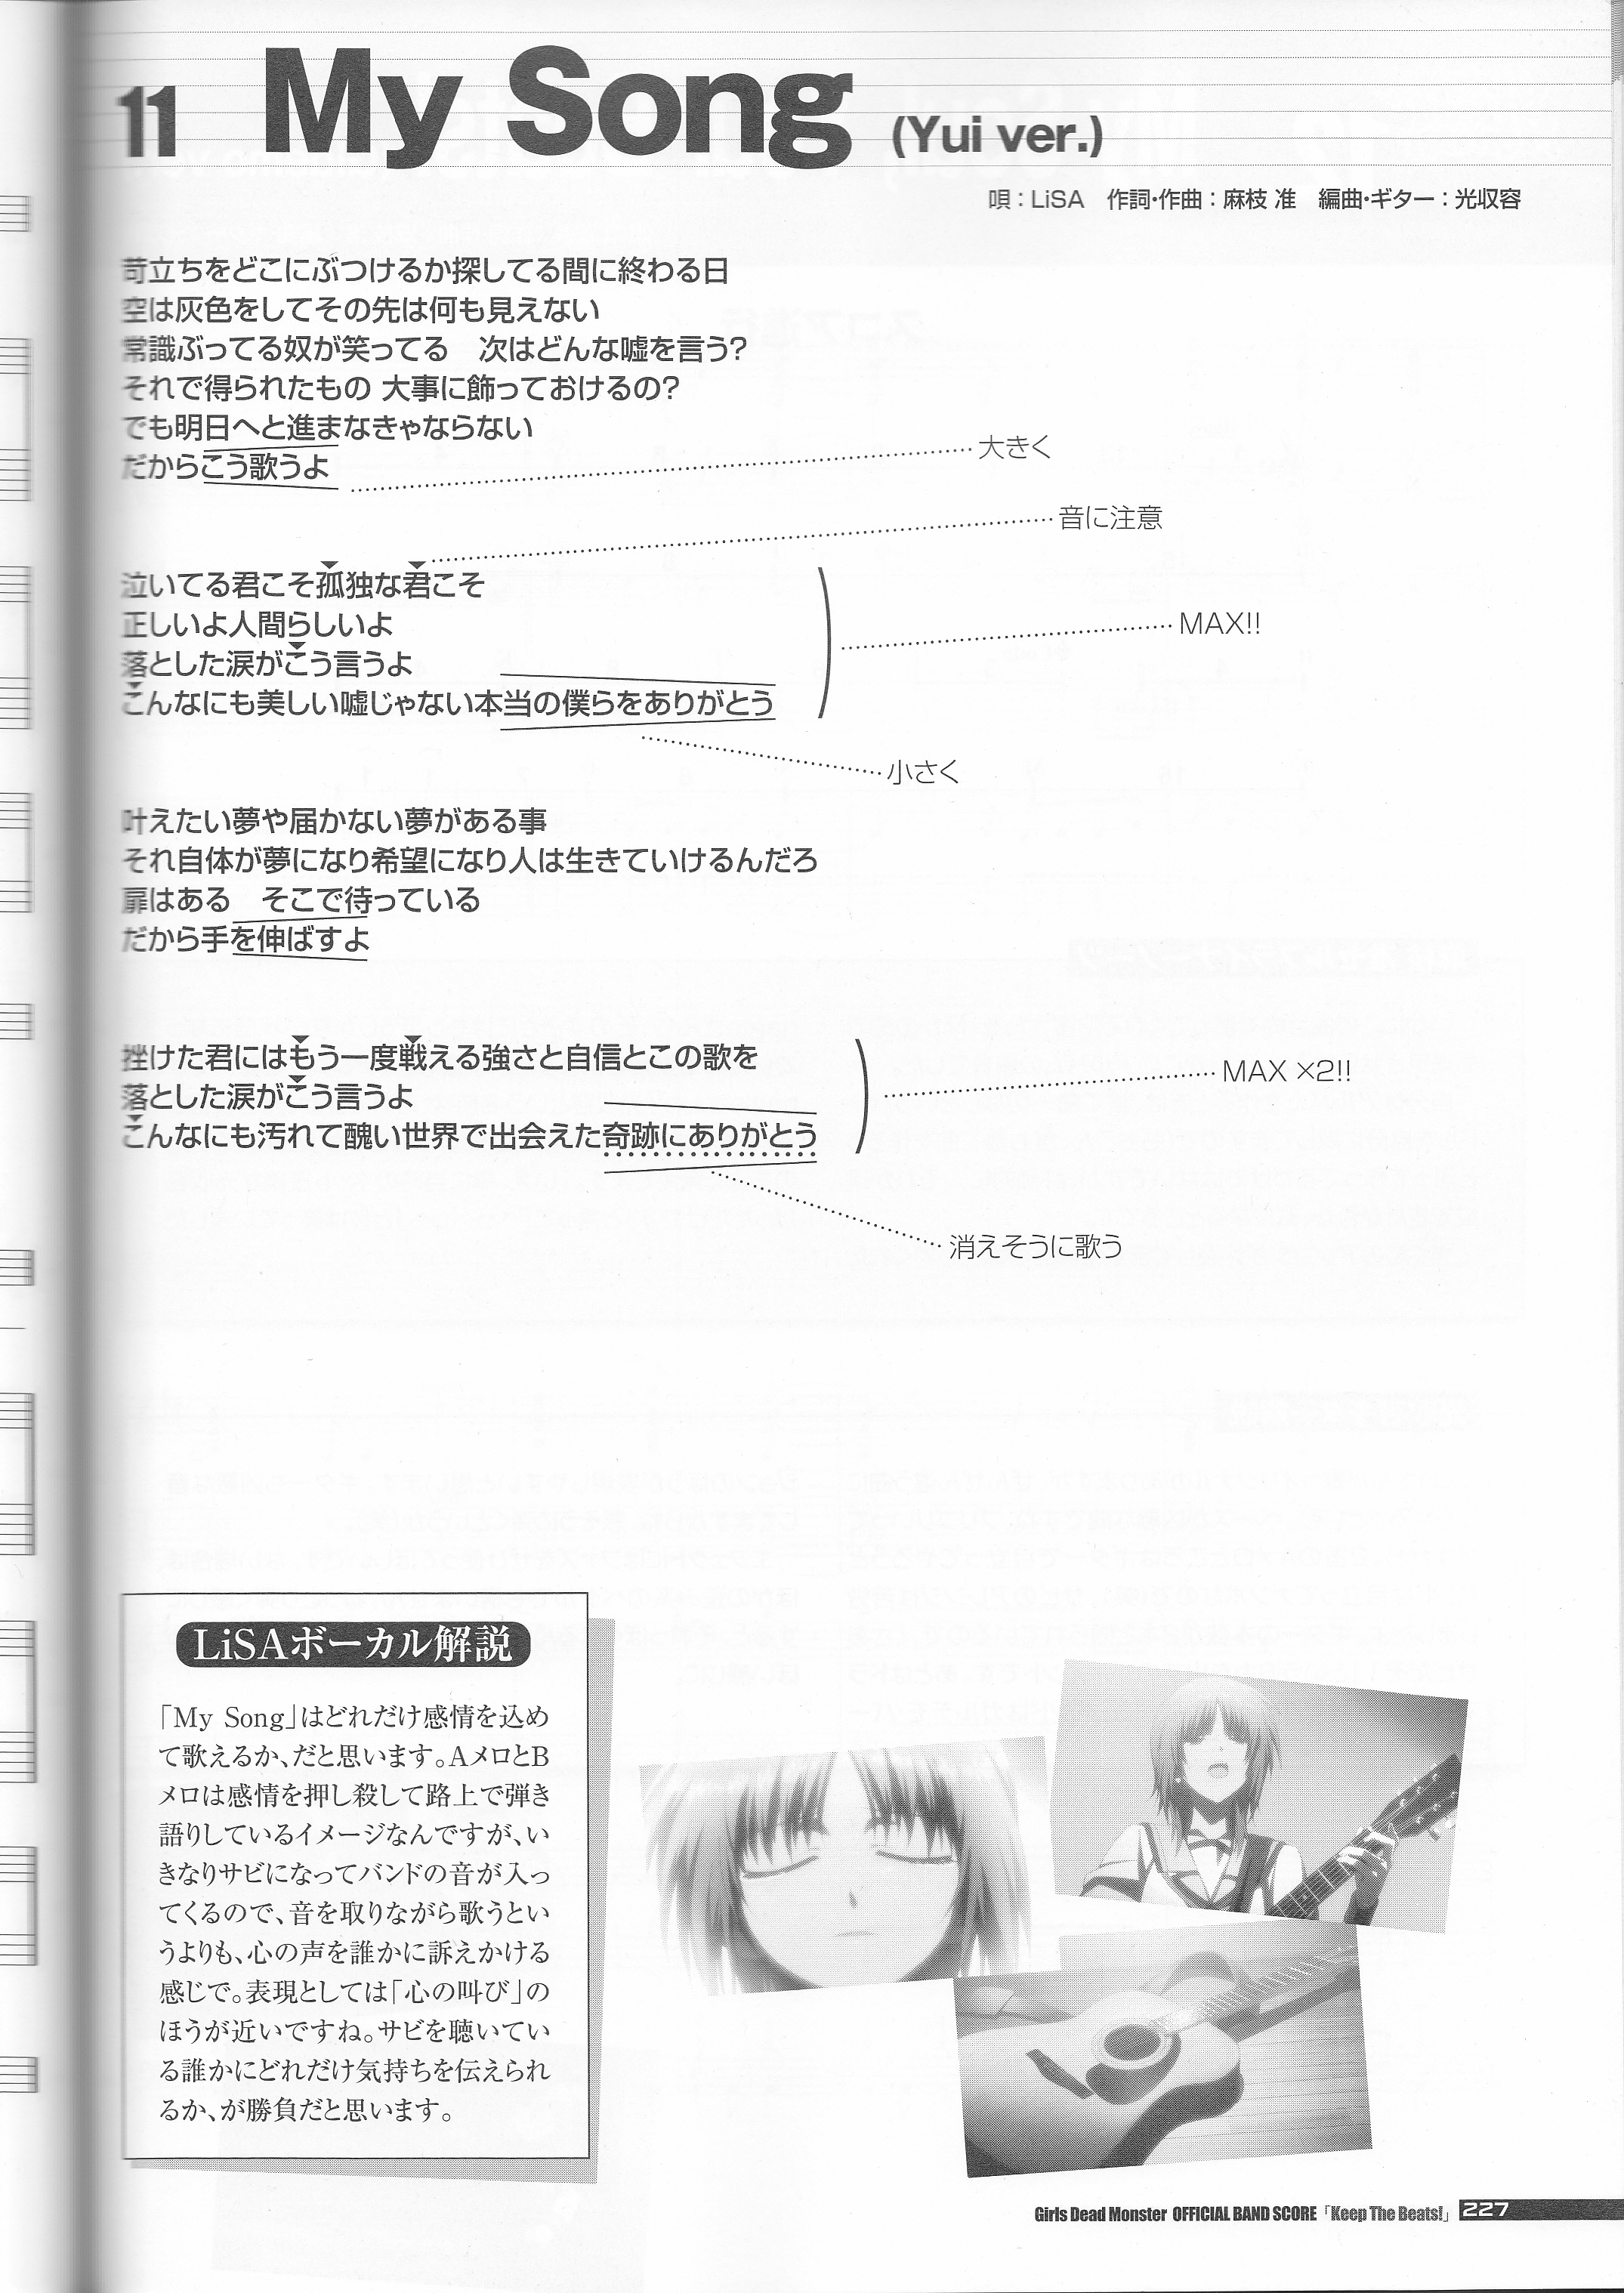 11 My Song (Yui ver.)
唄：LiSA　作詞・作曲：麻枝 准　編曲・ギター：光収容
苛立ちをどこにぶつけるか探してる間に終わる日
空は灰色をしてその先は何も見えない
常識ぶってる奴が笑ってる　次はどんな嘘を言う？
それで得られたもの 大事に飾っておけるの？
でも明日へと進まなきゃならない
だからこう歌うよ
大きく
音に注意
泣いてる君こそ孤独な君こそ
正しいよ人間らしいよ
落とした涙がこう言うよ
こんなにも美しい嘘じゃない本当の僕らをありがとう
MAX!!
小さく
叶えたい夢や届かない夢がある事
それ自体が夢になり希望になり人は生きていけるんだろ
扉はある　そこで待っている
だから手を伸ばすよ
挫けた君にはもう一度戦える強さと自信とこの歌を
落とした涙がこう言うよ
こんなにも汚れて醜い世界で出会えた奇跡にありがとう
MAX ×2!!
消えそうに歌う
LiSAボーカル解説
「My Song」はどれだけ感情を込め
て歌えるか、だと思います。AメロとB
メロは感情を押し殺して路上で弾き
語りしているイメージなんですが、い
きなりサビになってバンドの音が入っ
てくるので、音を取りながら歌うとい
うよりも、心の声を誰かに訴えかける
感じで。表現としては「心の叫び」の
ほうが近いですね。サビを聴いてい
る誰かにどれだけ気持ちを伝えられ
るか、が勝負だと思います。
Girls Dead Monster OFFICIAL BAND SCORE「Keep The Beats!」 227